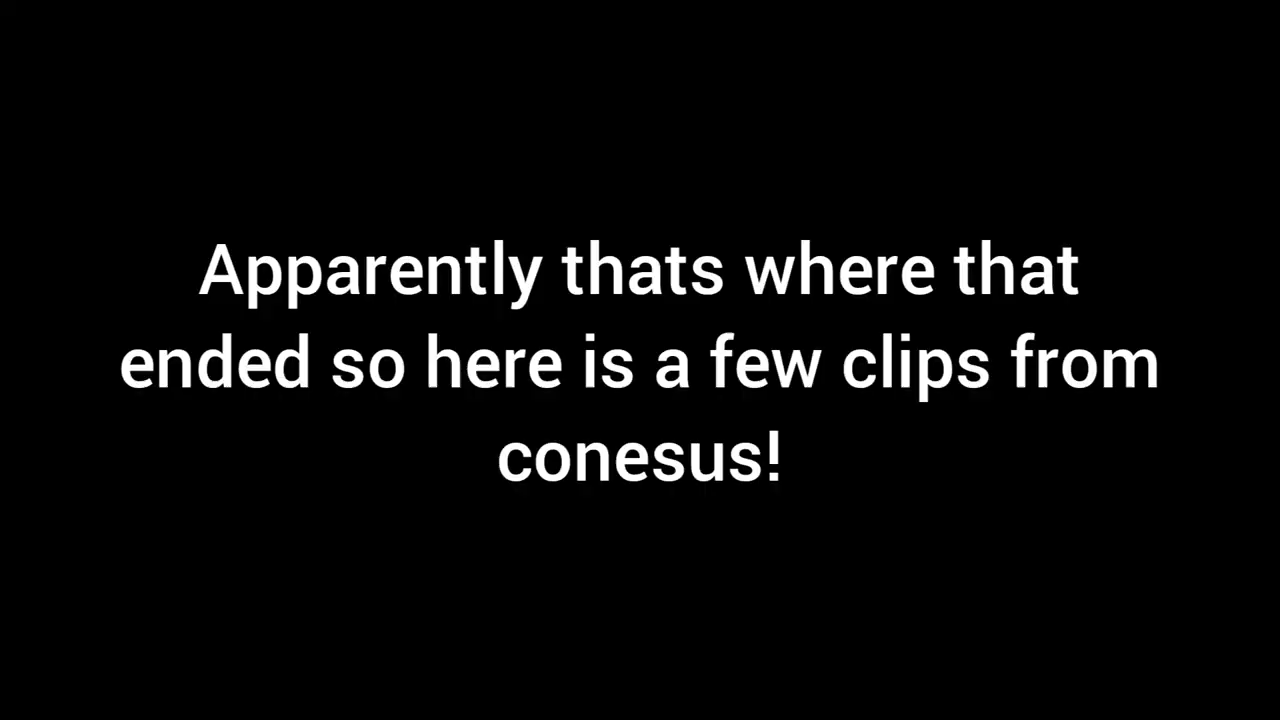 Apparently thats where that
ended so here is a few clips from
conesus!